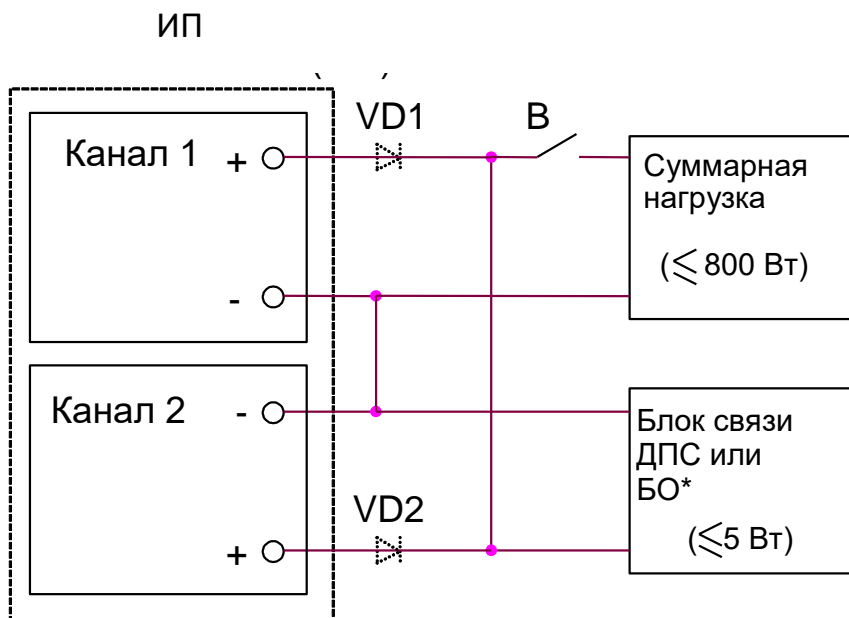 ИП
VD1
В
Канал 1
+
-
Суммарная
нагрузка
(⩽ 800 Вт)
Канал 2
-
+
VD2
Блок связи
ДПС или
БО*
(⩽5 Вт)